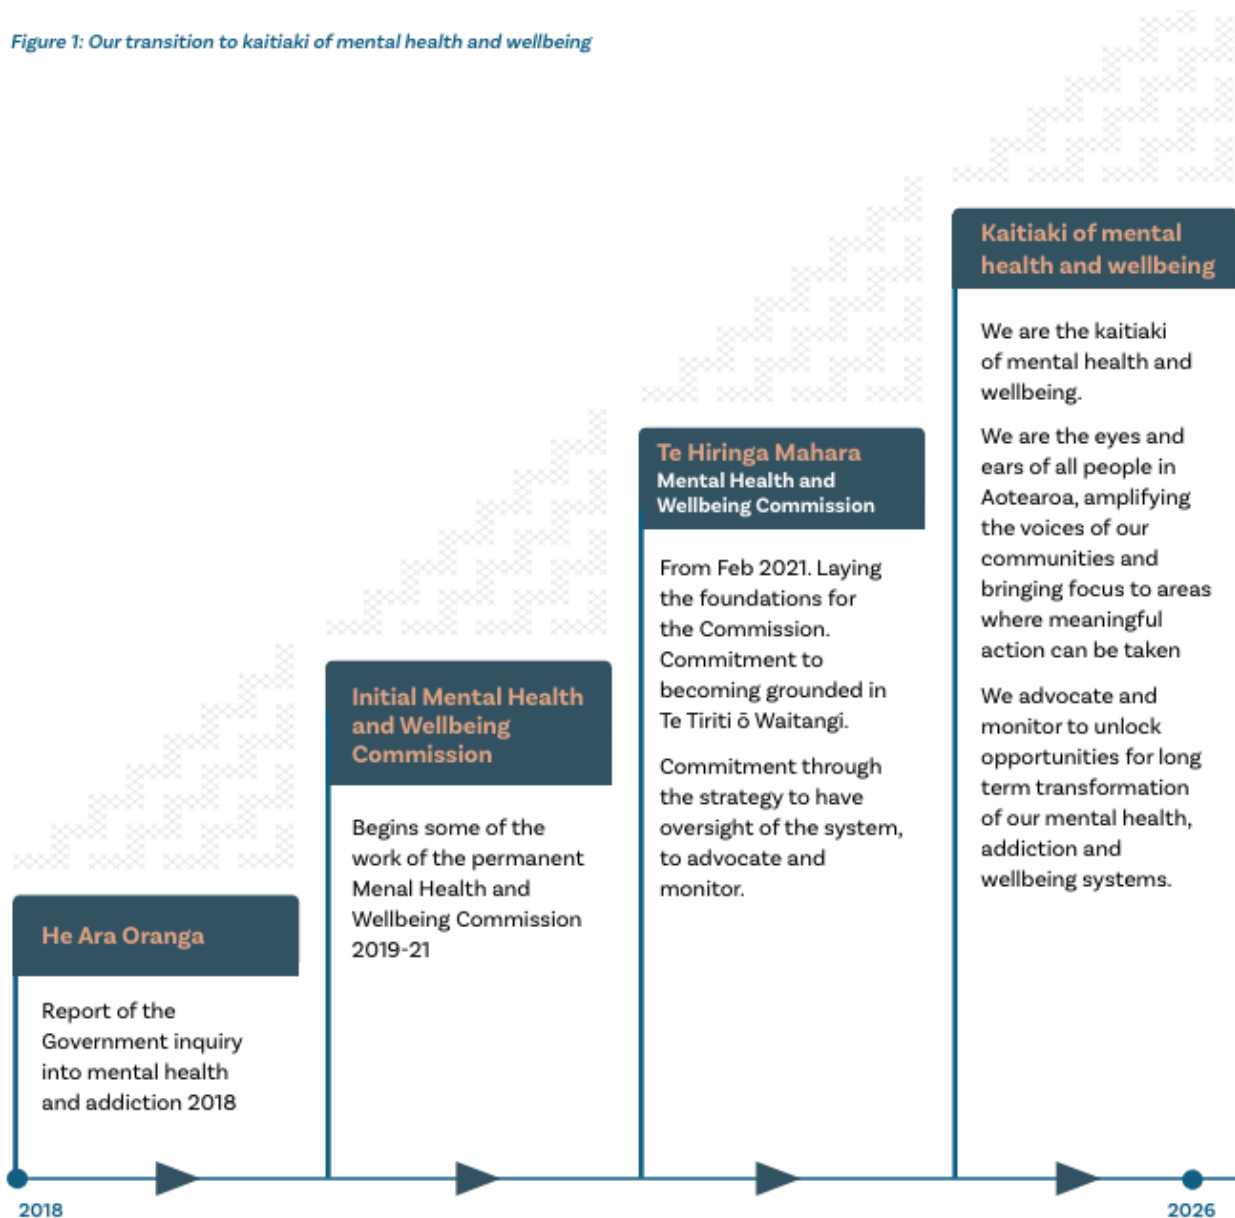 Figure 1: Our transition to kaitiaki of mental health and wellbeing
He Ara Oranga
Report of the
Government inquiry
into mental health
and addiction 2018
Initial Mental Health
and Wellbeing
Commission
Begins some of the
work of the permanent
Menal Health and
Wellbeing Commission
2019-21
Te Hiringa Mahara
Mental Health and
Wellbeing Commission
From Feb 2021. Laying
the foundations for
the Commission.
Commitment to
becoming grounded in
Te Tiriti ō Waitangi.
Commitment through
the strategy to have
oversight of the system,
to advocate and
monitor.
Kaitiaki of mental
health and wellbeing
We are the kaitiaki
of mental health and
wellbeing.
We are the eyes and
ears of all people in
Aotearoa, amplifying
the voices of our
communities and
bringing focus to areas
where meaningful
action can be taken
We advocate and
monitor to unlock
opportunities for long
term transformation
of our mental health,
addiction and
wellbeing systems.
2018
2026